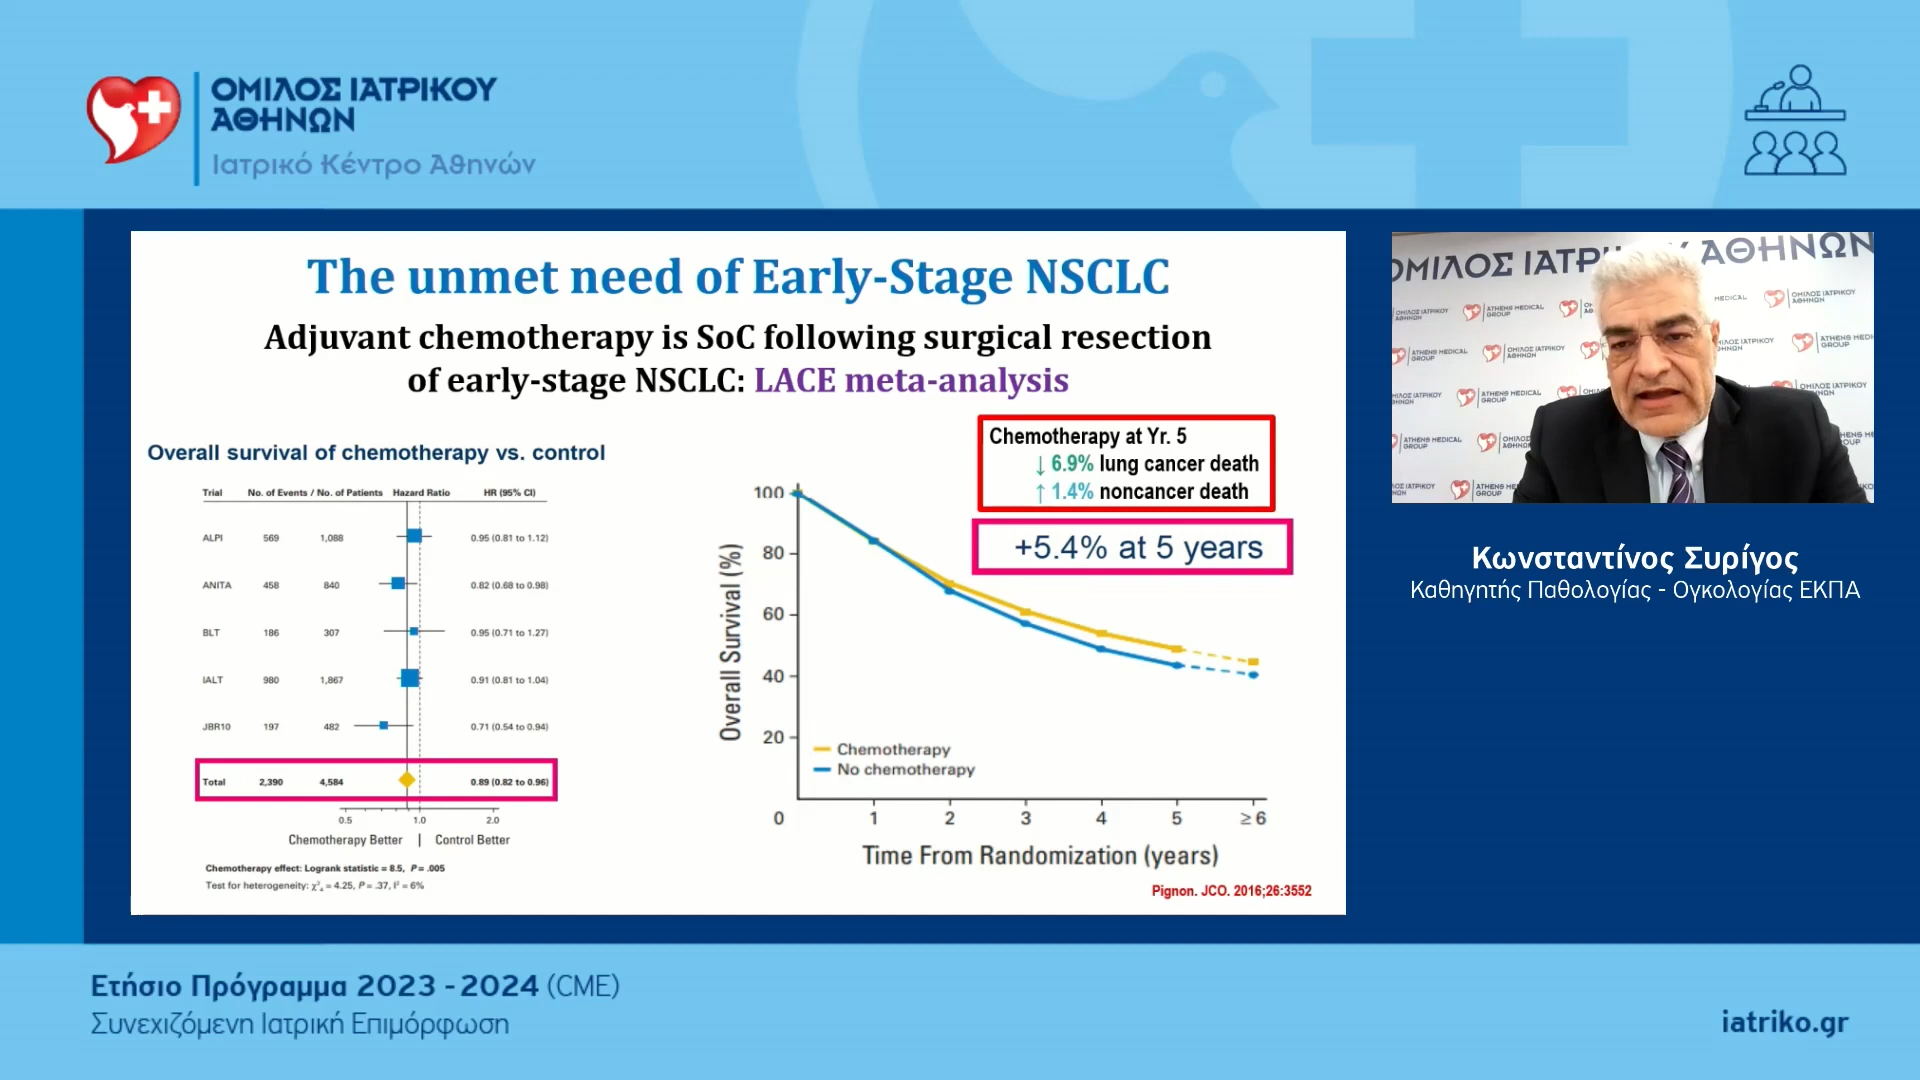 ΟΜΙΛΟΣ ΙΑΤΡΙΚΟΥ
ΑΘΗΝΩΝ
Ιατρικό Κέντρο Αθηνών
The unmet need of Early-Stage NSCLC
Adjuvant chemotherapy is SoC following surgical resection
of early-stage NSCLC: LACE meta-analysis
Overall survival of chemotherapy vs. control
Trial No. of Events / No. of Patients Hazard Ratio HR (95% CI)
ALPI 569 1,088 0.95 (0.81 to 1.12)
ANITA 458 840 0.82 (0.68 to 0.98)
BLT 186 307 0.95 (0.71 to 1.27)
IALT 980 1,867 0.91 (0.81 to 1.04)
JBR10 197 482 0.71 (0.54 to 0.94)
Total 2,390 4,584 0.89 (0.82 to 0.96)
0.5 1.0 2.0
Chemotherapy Better | Control Better
Chemotherapy effect: Logrank statistic = 8.5, P = .005
Test for heterogeneity: χ²₄ = 4.25, P = .37, I² = 6%
Chemotherapy at Yr. 5
↓ 6.9% lung cancer death
↑ 1.4% noncancer death
+5.4% at 5 years
Overall Survival (%)
100
80
60
40
20
0 1 2 3 4 5 ≥ 6
Chemotherapy
No chemotherapy
Time From Randomization (years)
Pignon. JCO. 2016;26:3552
ΟΜΙΛΟΣ ΙΑΤΡ ΑΘΗΝΩΝ
ATHENS MEDICAL GROUP
ΟΜΙΛΟΣ ΙΑΤΡΙΚΟΥ ΑΘΗΝΩΝ
Κωνσταντίνος Συρίγος
Καθηγητής Παθολογίας - Ογκολογίας ΕΚΠΑ
Ετήσιο Πρόγραμμα 2023 - 2024 (CME)
Συνεχιζόμενη Ιατρική Επιμόρφωση
iatriko.gr